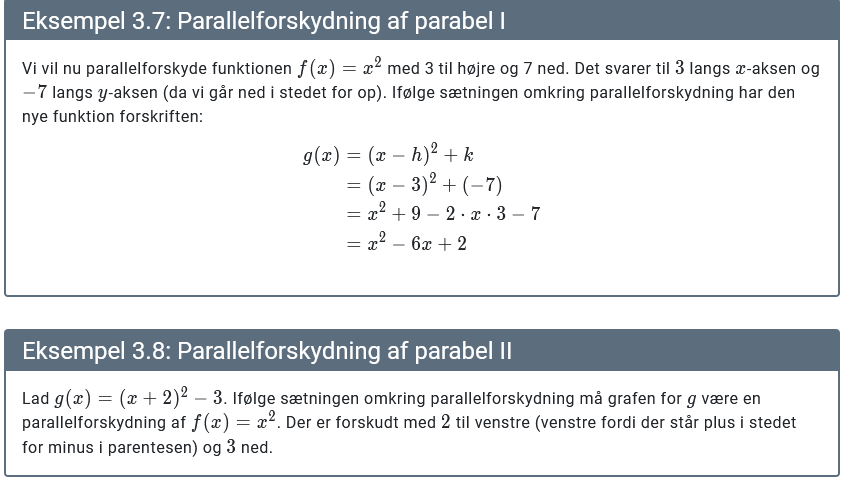 Eksempel 3.7: Parallelforskydning af parabel I
Vi vil nu parallelforskyde funktionen f(x) = x² med 3 til højre og 7 ned. Det svarer til 3 langs x-aksen og
−7 langs y-aksen (da vi går ned i stedet for op). Ifølge sætningen omkring parallelforskydning har den
nye funktion forskriften:
g(x) = (x − h)² + k
= (x − 3)² + (−7)
= x² + 9 − 2 · x · 3 − 7
= x² − 6x + 2
Eksempel 3.8: Parallelforskydning af parabel II
Lad g(x) = (x + 2)² − 3. Ifølge sætningen omkring parallelforskydning må grafen for g være en
parallelforskydning af f(x) = x². Der er forskudt med 2 til venstre (venstre fordi der står plus i stedet
for minus i parentesen) og 3 ned.